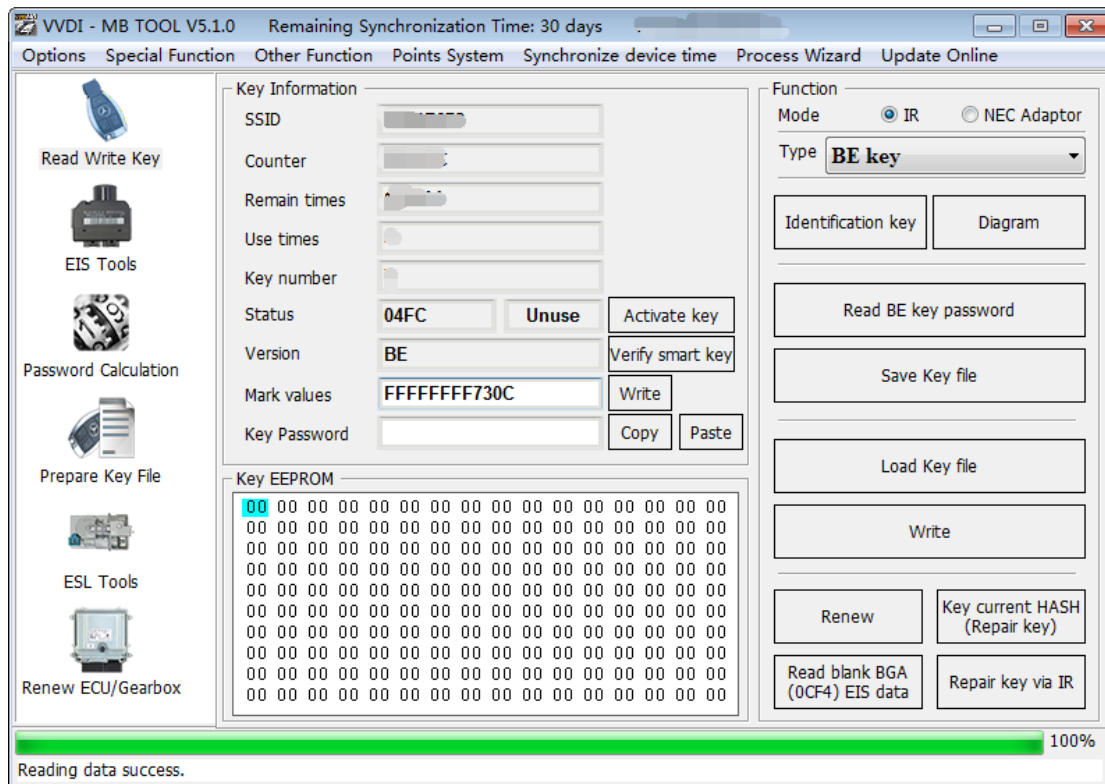 VVDI - MB TOOL V5.1.0 Remaining Synchronization Time: 30 days
Options Special Function Other Function Points System Synchronize device time Process Wizard Update Online
Read Write Key
EIS Tools
Password Calculation
Prepare Key File
ESL Tools
Renew ECU/Gearbox
Key Information
SSID
Counter
Remain times
Use times
Key number
Status 04FC Unuse Activate key
Version BE Verify smart key
Mark values FFFFFFFF730C Write
Key Password Copy Paste
Key EEPROM
00 00 00 00 00 00 00 00 00 00 00 00 00 00 00 00
00 00 00 00 00 00 00 00 00 00 00 00 00 00 00 00
00 00 00 00 00 00 00 00 00 00 00 00 00 00 00 00
00 00 00 00 00 00 00 00 00 00 00 00 00 00 00 00
00 00 00 00 00 00 00 00 00 00 00 00 00 00 00 00
00 00 00 00 00 00 00 00 00 00 00 00 00 00 00 00
00 00 00 00 00 00 00 00 00 00 00 00 00 00 00 00
00 00 00 00 00 00 00 00 00 00 00 00 00 00 00 00
00 00 00 00 00 00 00 00 00 00 00 00 00 00 00 00
00 00 00 00 00 00 00 00 00 00 00 00 00 00 00 00
Function
Mode IR NEC Adaptor
Type BE key
Identification key Diagram
Read BE key password
Save Key file
Load Key file
Write
Renew
Key current HASH
(Repair key)
Read blank BGA
(0CF4) EIS data
Repair key via IR
100%
Reading data success.